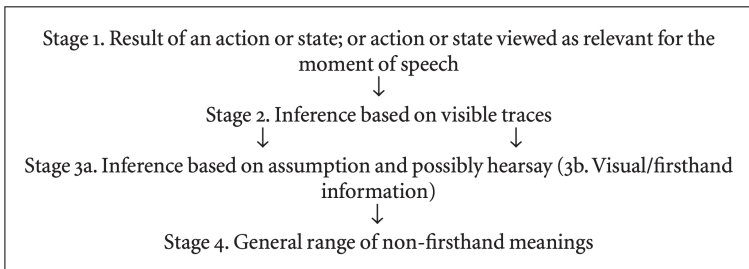 Stage 1. Result of an action or state; or action or state viewed as relevant for the
moment of speech
↓
Stage 2. Inference based on visible traces
↓ ↓
Stage 3a. Inference based on assumption and possibly hearsay (3b. Visual/firsthand
information)
↓
Stage 4. General range of non-firsthand meanings